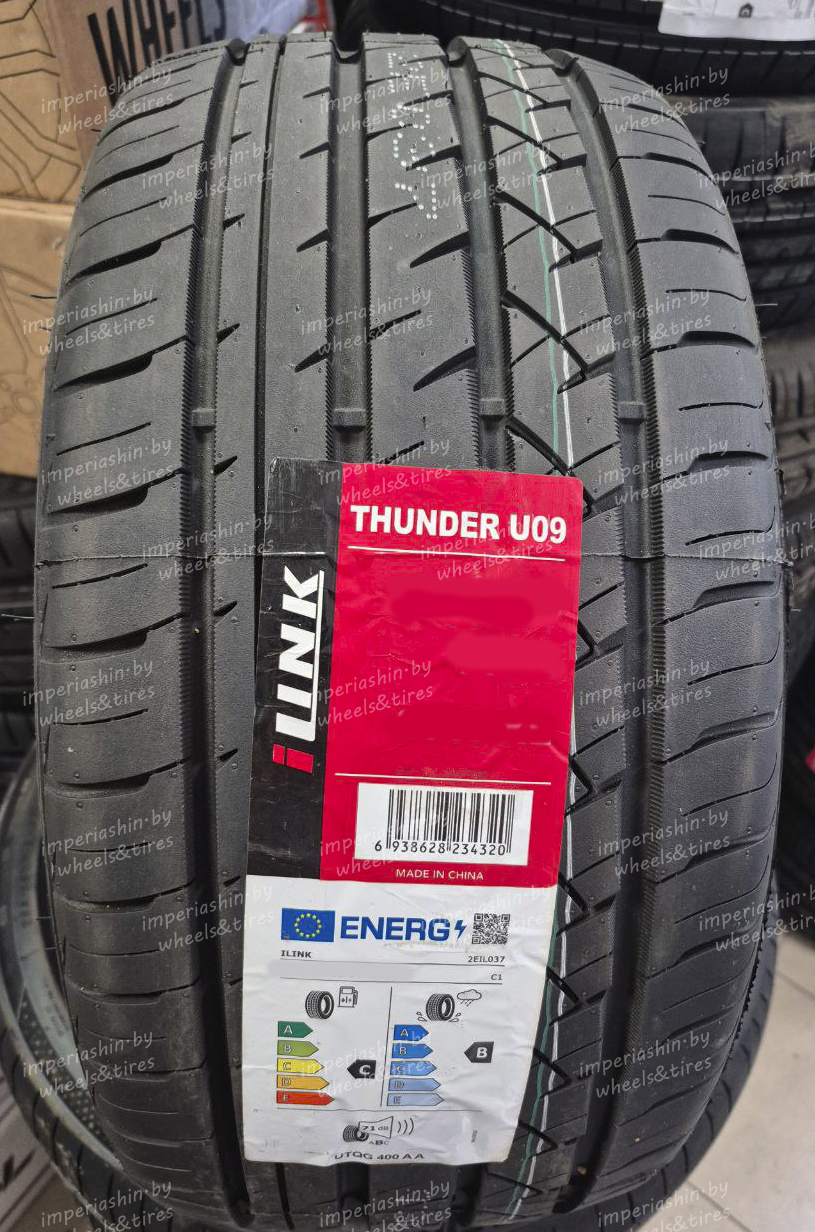 WHEELS
THUNDER U09
iLINK
6 938628 234320
MADE IN CHINA
ENERG
ILINK
2EIL037
C1
A
B
C
D
E
C
A
B
C
D
E
B
71 dB
ABC
UTQG 400 A A
imperiashin.by
wheels&tires